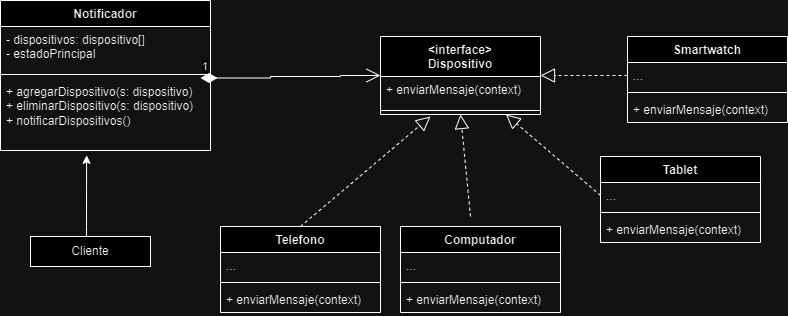 Notificador
- dispositivos: dispositivo[]
- estadoPrincipal
1
+ agregarDispositivo(s: dispositivo)
+ eliminarDispositivo(s: dispositivo)
+ notificarDispositivos()
<interface>
Dispositivo
+ enviarMensaje(context)
Smartwatch
...
+ enviarMensaje(context)
Tablet
...
+ enviarMensaje(context)
Cliente
Telefono
...
+ enviarMensaje(context)
Computador
...
+ enviarMensaje(context)